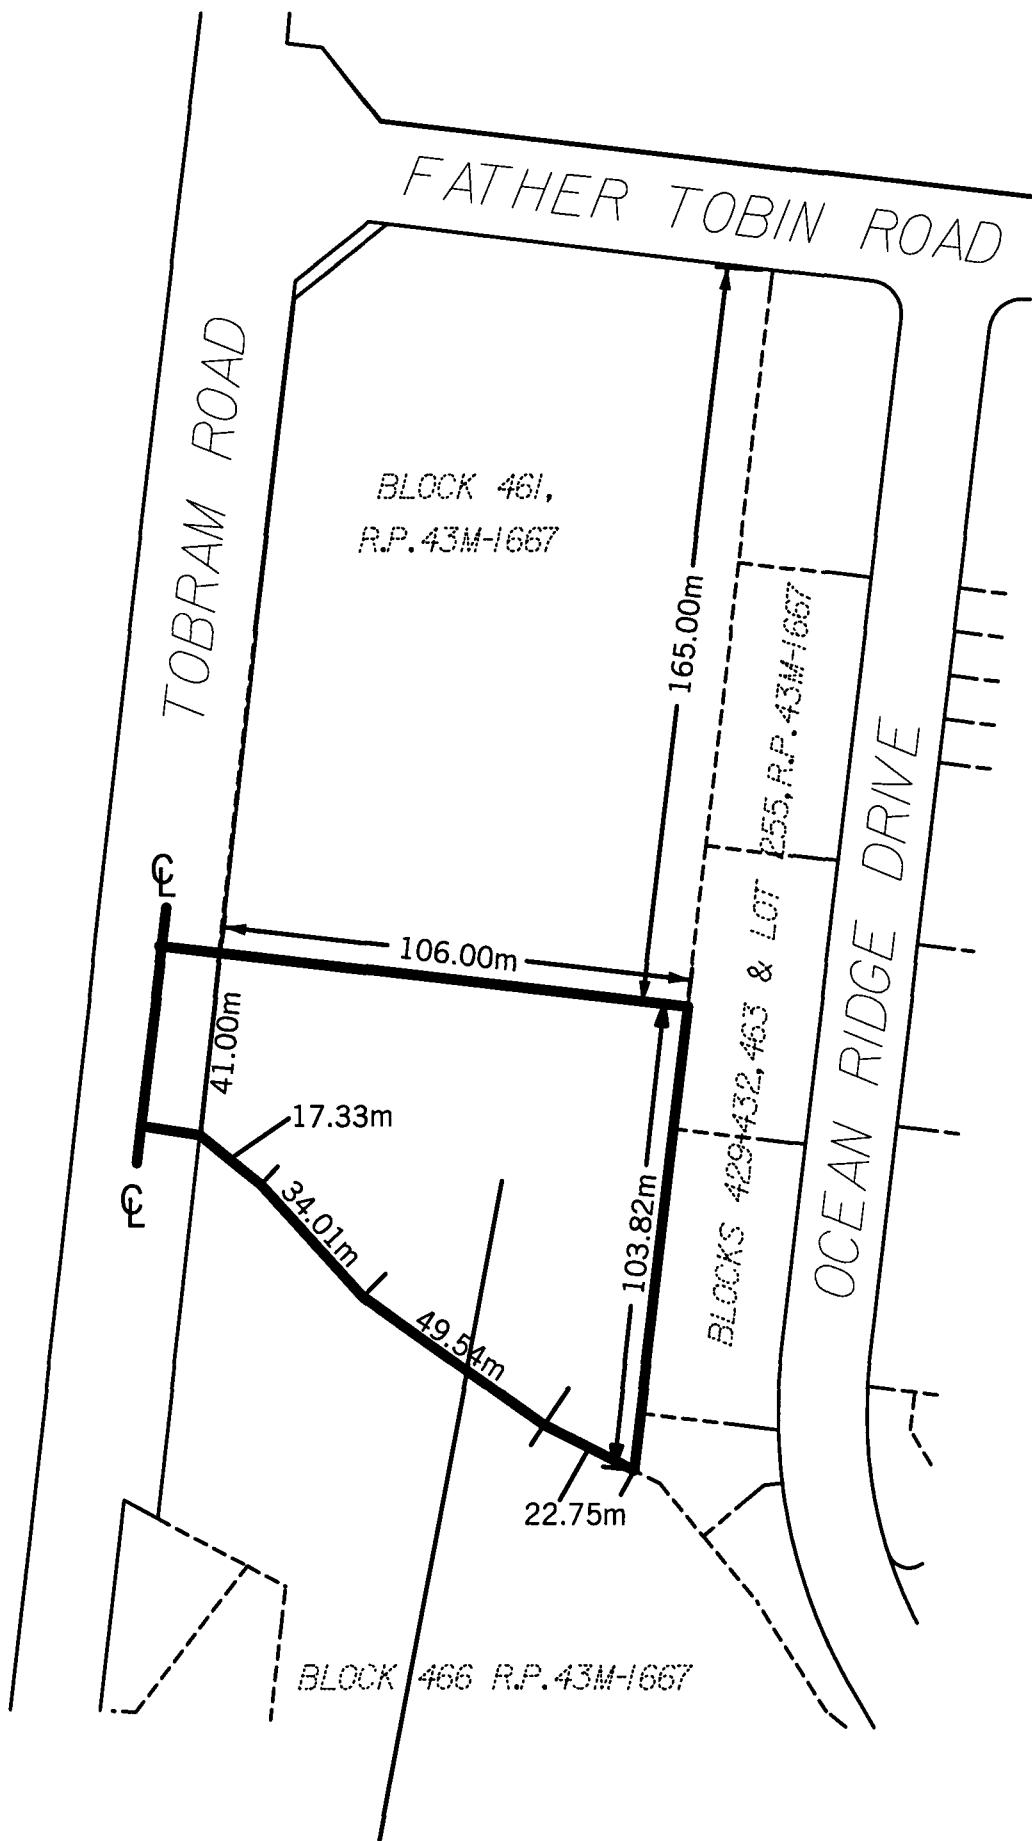 FATHER TOBIN ROAD
TOBRAM ROAD
BLOCK 461,
R.P.43M-1667
165.00m
BLOCKS 429-432,463 & LOT 255,R.P.43M-1667
OCEAN RIDGE DRIVE
℄
106.00m
41.00m
17.33m
℄
34.01m
103.82m
49.54m
22.75m
BLOCK 466 R.P.43M-1667